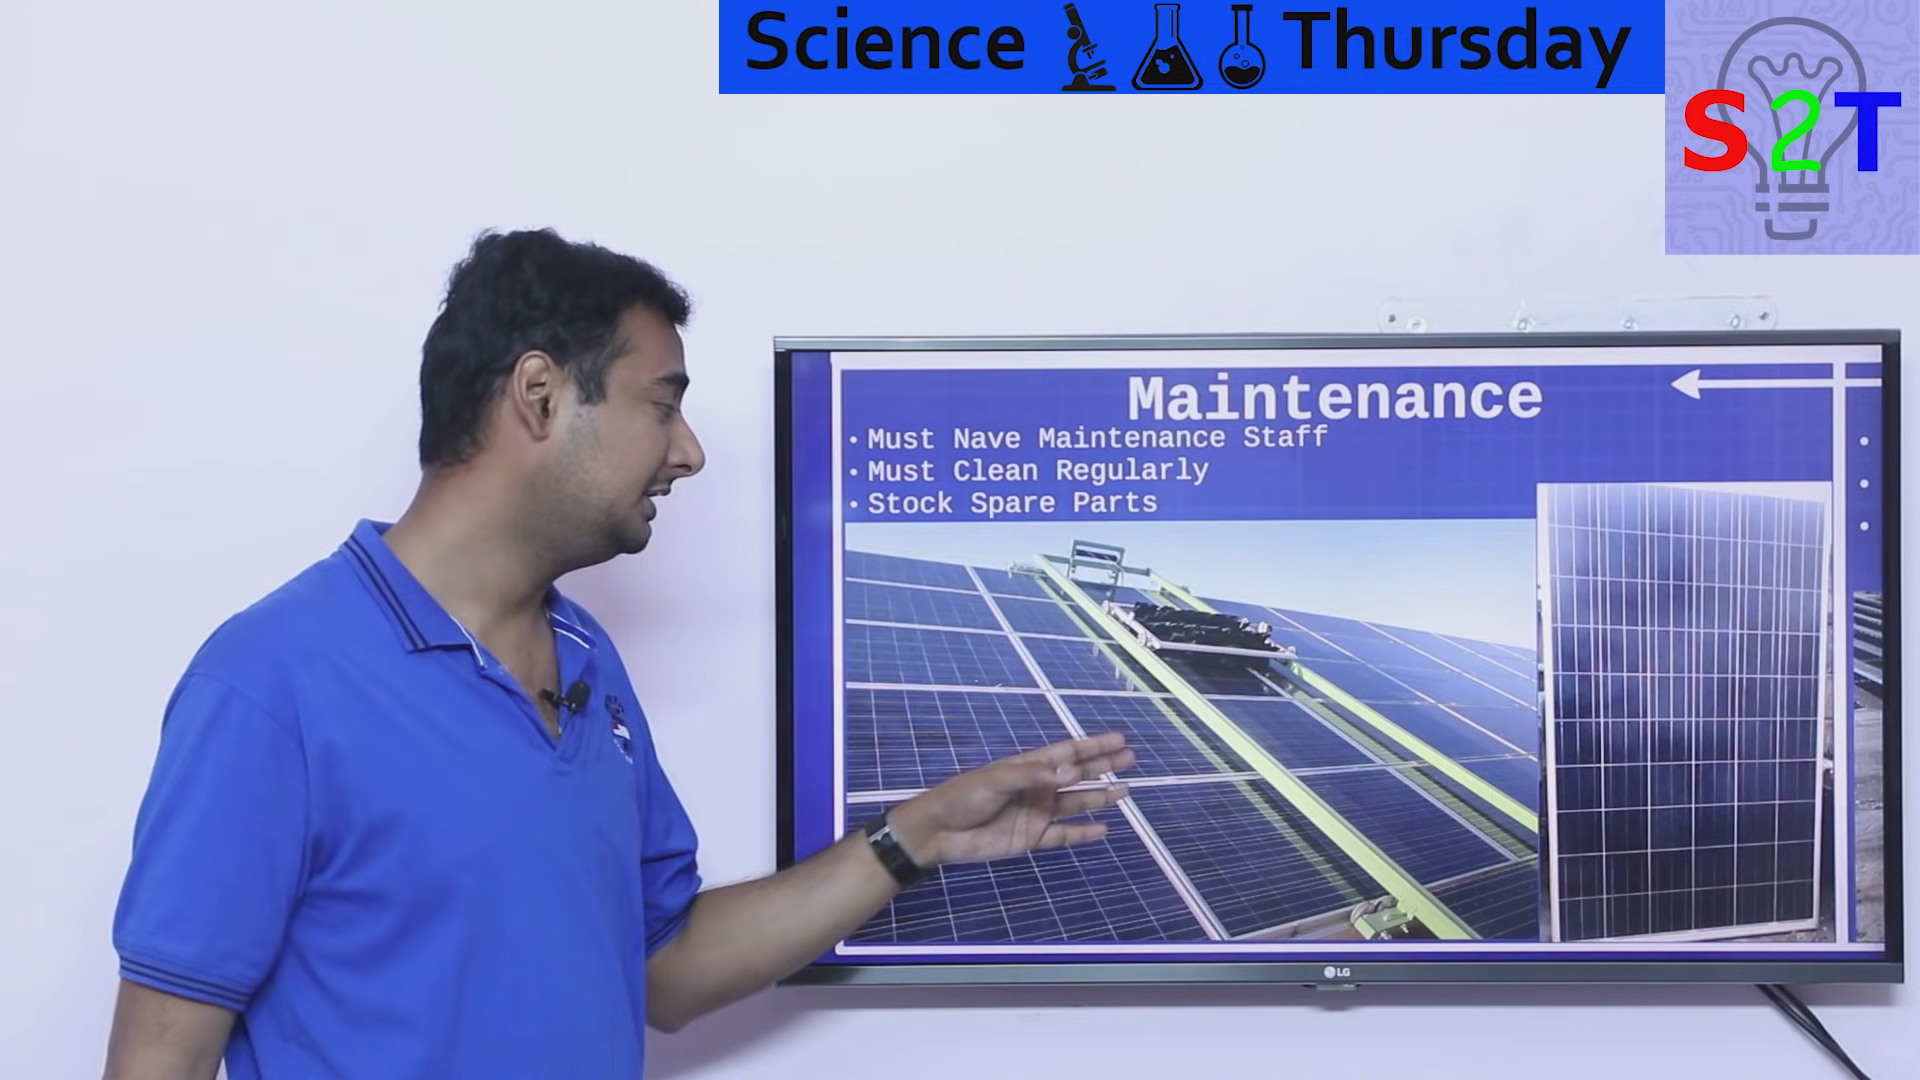 Science Thursday
S2T
Maintenance
• Must Nave Maintenance Staff
• Must Clean Regularly
• Stock Spare Parts
LG